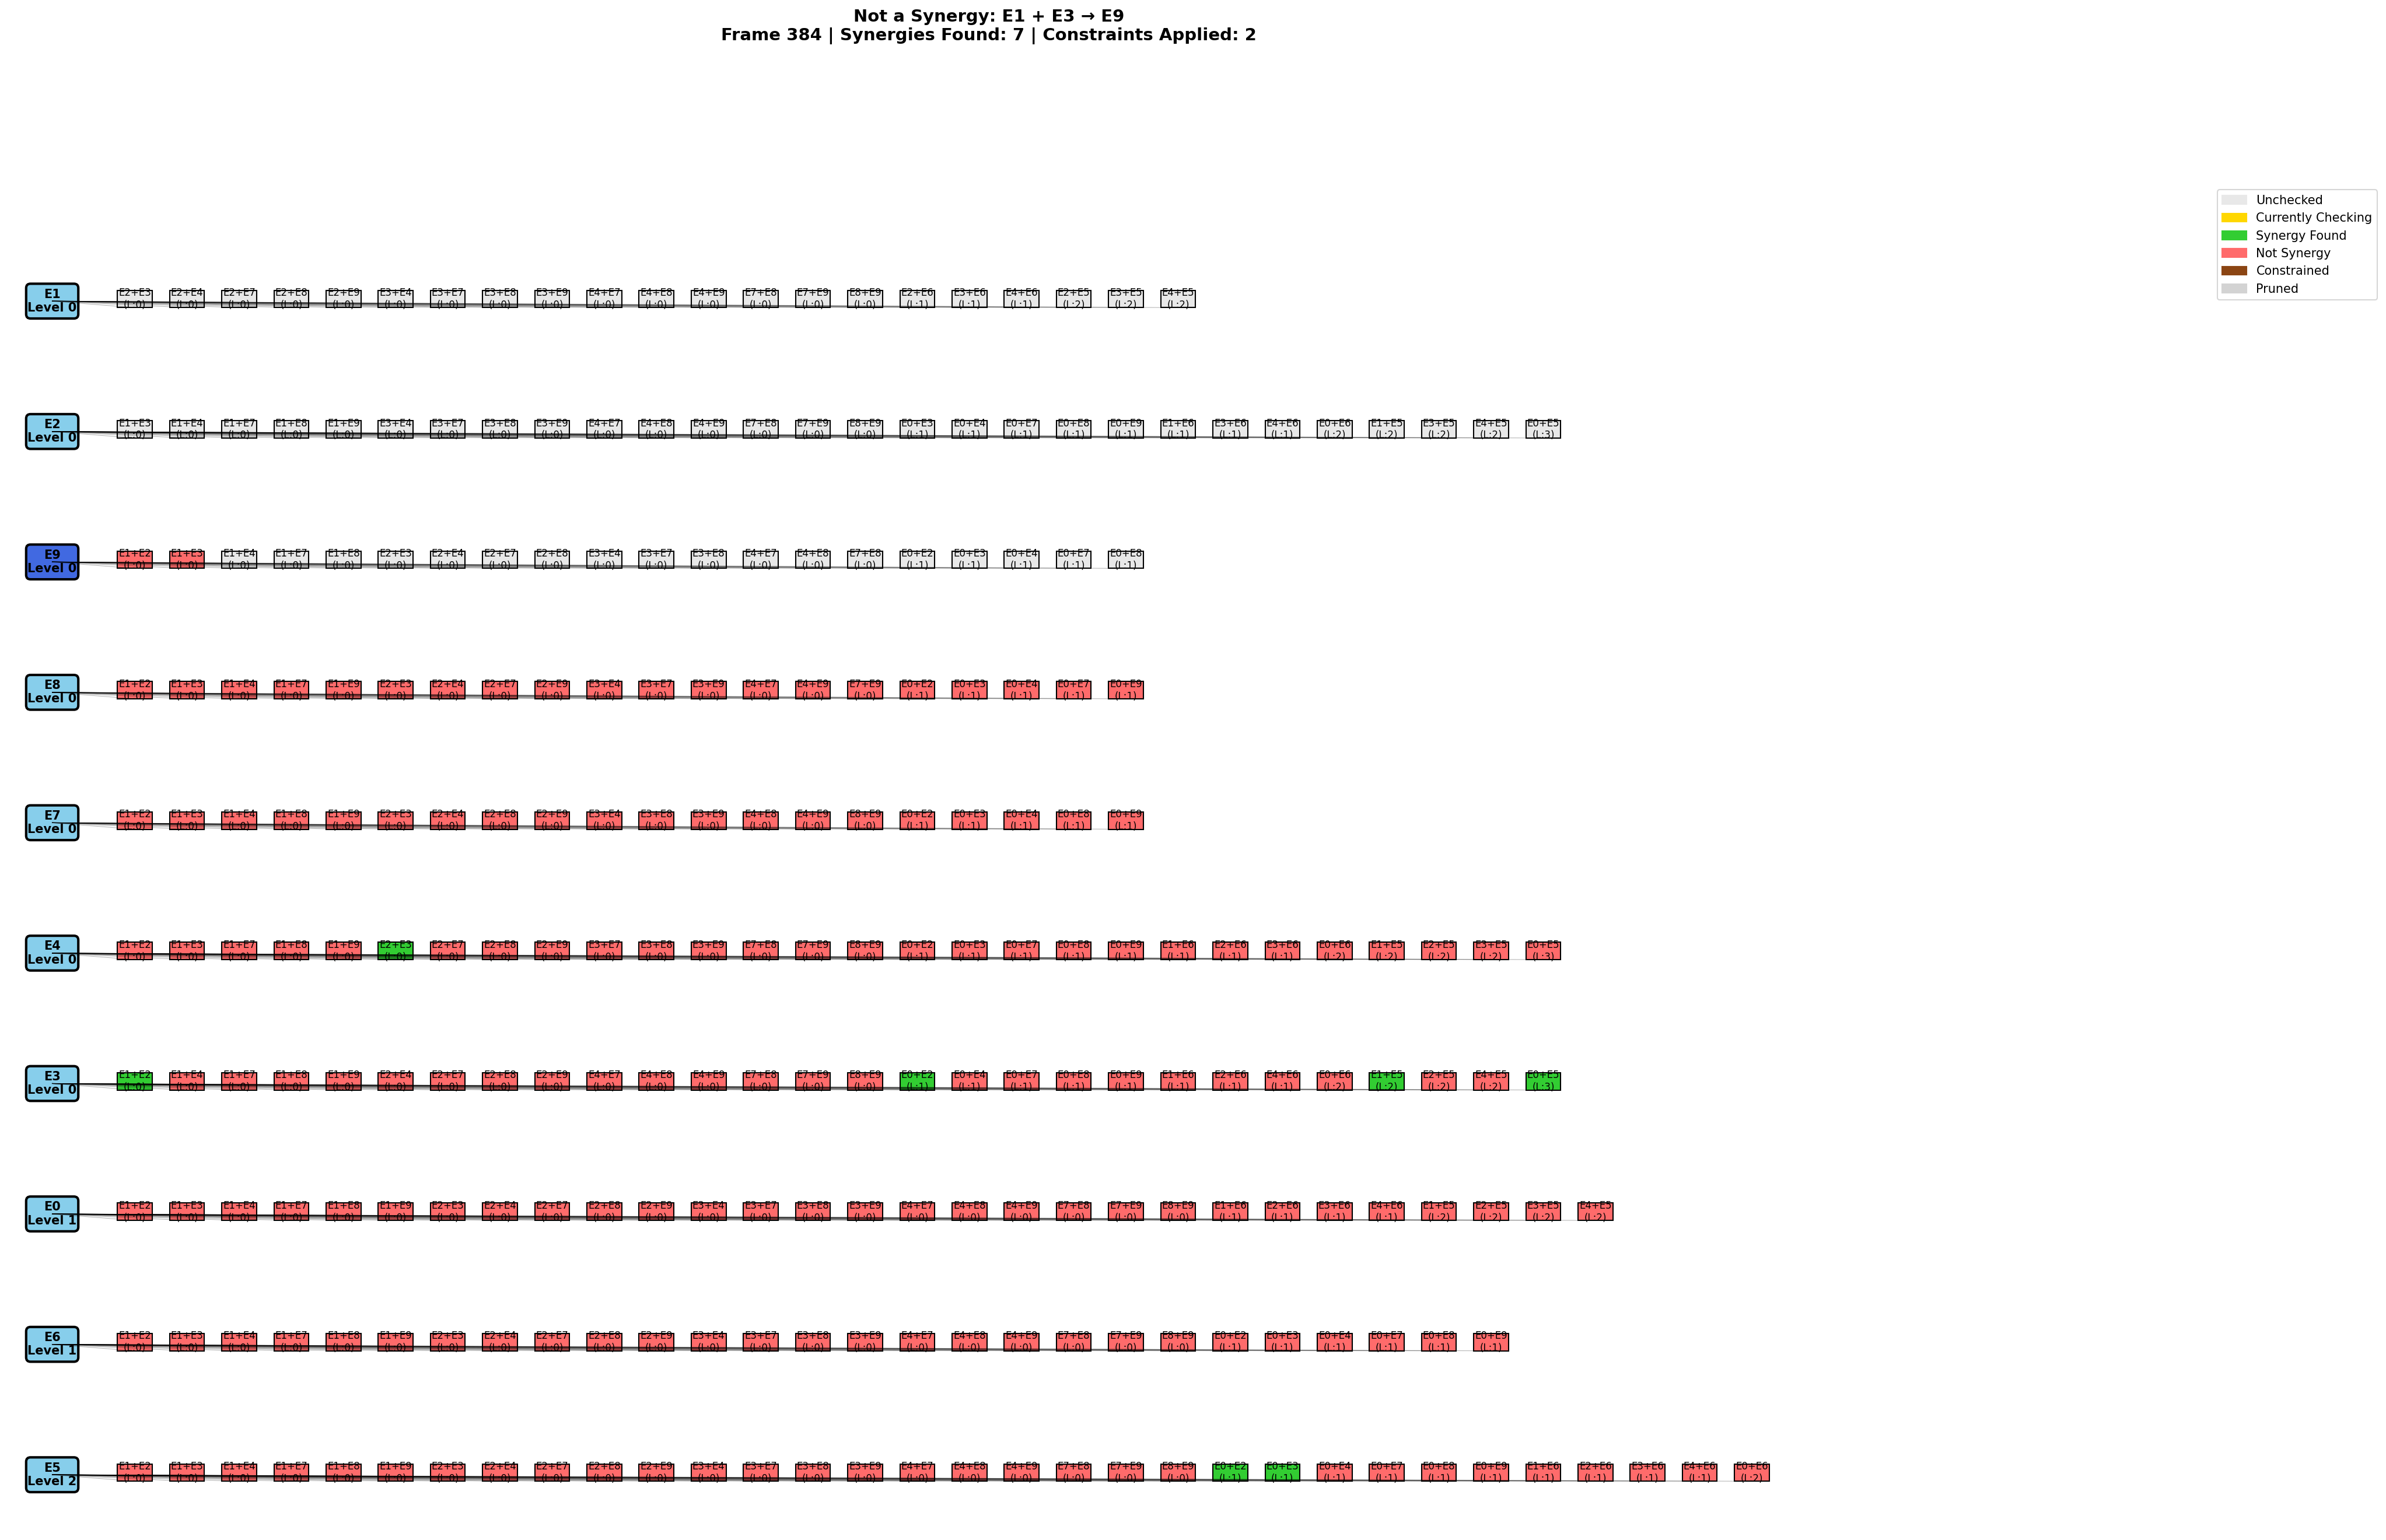 Not a Synergy: E1 + E3 → E9
Frame 384 | Synergies Found: 7 | Constraints Applied: 2
Unchecked
Currently Checking
Synergy Found
Not Synergy
Constrained
Pruned
E1 E2+E3 E2+E4 E2+E7 E2+E8 E2+E9 E3+E4 E3+E7 E3+E8 E3+E9 E4+E7 E4+E8 E4+E9 E7+E8 E7+E9 E8+E9 E2+E6 E3+E6 E4+E6 E2+E5 E3+E5 E4+E5
Level 0 (L:0) (L:0) (L:0) (L:0) (L:0) (L:0) (L:0) (L:0) (L:0) (L:0) (L:0) (L:0) (L:0) (L:0) (L:0) (L:1) (L:1) (L:1) (L:2) (L:2) (L:2)
E2 E1+E3 E1+E4 E1+E7 E1+E8 E1+E9 E3+E4 E3+E7 E3+E8 E3+E9 E4+E7 E4+E8 E4+E9 E7+E8 E7+E9 E8+E9 E0+E3 E0+E4 E0+E7 E0+E8 E0+E9 E1+E6 E3+E6 E4+E6 E0+E6 E1+E5 E3+E5 E4+E5 E0+E5
Level 0 (L:0) (L:0) (L:0) (L:0) (L:0) (L:0) (L:0) (L:0) (L:0) (L:0) (L:0) (L:0) (L:0) (L:0) (L:0) (L:1) (L:1) (L:1) (L:1) (L:1) (L:1) (L:1) (L:1) (L:2) (L:2) (L:2) (L:2) (L:3)
E9 E1+E2 E1+E3 E1+E4 E1+E7 E1+E8 E2+E3 E2+E4 E2+E7 E2+E8 E3+E4 E3+E7 E3+E8 E4+E7 E4+E8 E7+E8 E0+E2 E0+E3 E0+E4 E0+E7 E0+E8
Level 0 (L:0) (L:0) (L:0) (L:0) (L:0) (L:0) (L:0) (L:0) (L:0) (L:0) (L:0) (L:0) (L:0) (L:0) (L:0) (L:1) (L:1) (L:1) (L:1) (L:1)
E8 E1+E2 E1+E3 E1+E4 E1+E7 E1+E9 E2+E3 E2+E4 E2+E7 E2+E9 E3+E4 E3+E7 E3+E9 E4+E7 E4+E9 E7+E9 E0+E2 E0+E3 E0+E4 E0+E7 E0+E9
Level 0 (L:0) (L:0) (L:0) (L:0) (L:0) (L:0) (L:0) (L:0) (L:0) (L:0) (L:0) (L:0) (L:0) (L:0) (L:0) (L:1) (L:1) (L:1) (L:1) (L:1)
E7 E1+E2 E1+E3 E1+E4 E1+E8 E1+E9 E2+E3 E2+E4 E2+E8 E2+E9 E3+E4 E3+E8 E3+E9 E4+E8 E4+E9 E8+E9 E0+E2 E0+E3 E0+E4 E0+E8 E0+E9
Level 0 (L:0) (L:0) (L:0) (L:0) (L:0) (L:0) (L:0) (L:0) (L:0) (L:0) (L:0) (L:0) (L:0) (L:0) (L:0) (L:1) (L:1) (L:1) (L:1) (L:1)
E4 E1+E2 E1+E3 E1+E7 E1+E8 E1+E9 E2+E3 E2+E7 E2+E8 E2+E9 E3+E7 E3+E8 E3+E9 E7+E8 E7+E9 E8+E9 E0+E2 E0+E3 E0+E7 E0+E8 E0+E9 E1+E6 E2+E6 E3+E6 E0+E6 E1+E5 E2+E5 E3+E5 E0+E5
Level 0 (L:0) (L:0) (L:0) (L:0) (L:0) (L:0) (L:0) (L:0) (L:0) (L:0) (L:0) (L:0) (L:0) (L:0) (L:0) (L:1) (L:1) (L:1) (L:1) (L:1) (L:1) (L:1) (L:1) (L:2) (L:2) (L:2) (L:2) (L:3)
E3 E1+E2 E1+E4 E1+E7 E1+E8 E1+E9 E2+E4 E2+E7 E2+E8 E2+E9 E4+E7 E4+E8 E4+E9 E7+E8 E7+E9 E8+E9 E0+E2 E0+E4 E0+E7 E0+E8 E0+E9 E1+E6 E2+E6 E4+E6 E0+E6 E1+E5 E2+E5 E4+E5 E0+E5
Level 0 (L:0) (L:0) (L:0) (L:0) (L:0) (L:0) (L:0) (L:0) (L:0) (L:0) (L:0) (L:0) (L:0) (L:0) (L:0) (L:1) (L:1) (L:1) (L:1) (L:1) (L:1) (L:1) (L:1) (L:2) (L:2) (L:2) (L:2) (L:3)
E0 E1+E2 E1+E3 E1+E4 E1+E7 E1+E8 E1+E9 E2+E3 E2+E4 E2+E7 E2+E8 E2+E9 E3+E4 E3+E7 E3+E8 E3+E9 E4+E7 E4+E8 E4+E9 E7+E8 E7+E9 E8+E9 E1+E6 E2+E6 E3+E6 E4+E6 E1+E5 E2+E5 E3+E5 E4+E5
Level 1 (L:0) (L:0) (L:0) (L:0) (L:0) (L:0) (L:0) (L:0) (L:0) (L:0) (L:0) (L:0) (L:0) (L:0) (L:0) (L:0) (L:0) (L:0) (L:0) (L:0) (L:0) (L:1) (L:1) (L:1) (L:1) (L:2) (L:2) (L:2) (L:2)
E6 E1+E2 E1+E3 E1+E4 E1+E7 E1+E8 E1+E9 E2+E3 E2+E4 E2+E7 E2+E8 E2+E9 E3+E4 E3+E7 E3+E8 E3+E9 E4+E7 E4+E8 E4+E9 E7+E8 E7+E9 E8+E9 E0+E2 E0+E3 E0+E4 E0+E7 E0+E8 E0+E9
Level 1 (L:0) (L:0) (L:0) (L:0) (L:0) (L:0) (L:0) (L:0) (L:0) (L:0) (L:0) (L:0) (L:0) (L:0) (L:0) (L:0) (L:0) (L:0) (L:0) (L:0) (L:0) (L:1) (L:1) (L:1) (L:1) (L:1) (L:1)
E5 E1+E2 E1+E3 E1+E4 E1+E7 E1+E8 E1+E9 E2+E3 E2+E4 E2+E7 E2+E8 E2+E9 E3+E4 E3+E7 E3+E8 E3+E9 E4+E7 E4+E8 E4+E9 E7+E8 E7+E9 E8+E9 E0+E2 E0+E3 E0+E4 E0+E7 E0+E8 E0+E9 E1+E6 E2+E6 E3+E6 E4+E6 E0+E6
Level 2 (L:0) (L:0) (L:0) (L:0) (L:0) (L:0) (L:0) (L:0) (L:0) (L:0) (L:0) (L:0) (L:0) (L:0) (L:0) (L:0) (L:0) (L:0) (L:0) (L:0) (L:0) (L:1) (L:1) (L:1) (L:1) (L:1) (L:1) (L:1) (L:1) (L:1) (L:1) (L:2)